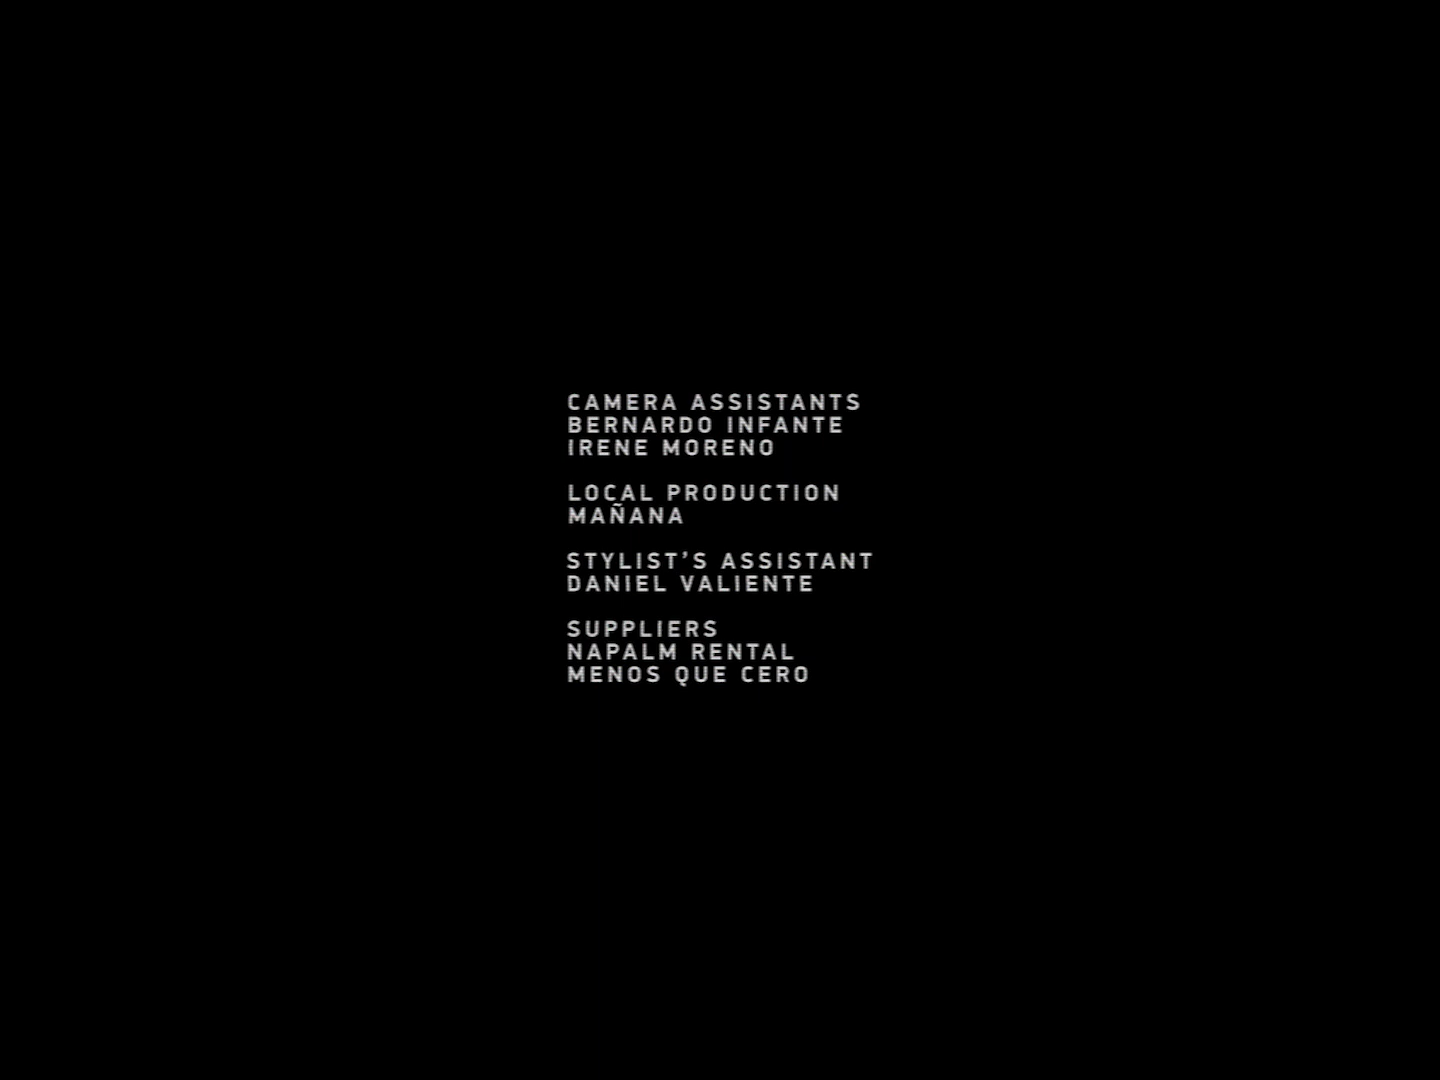 CAMERA ASSISTANTS
BERNARDO INFANTE
IRENE MORENO
LOCAL PRODUCTION
MAÑANA
STYLIST’S ASSISTANT
DANIEL VALIENTE
SUPPLIERS
NAPALM RENTAL
MENOS QUE CERO